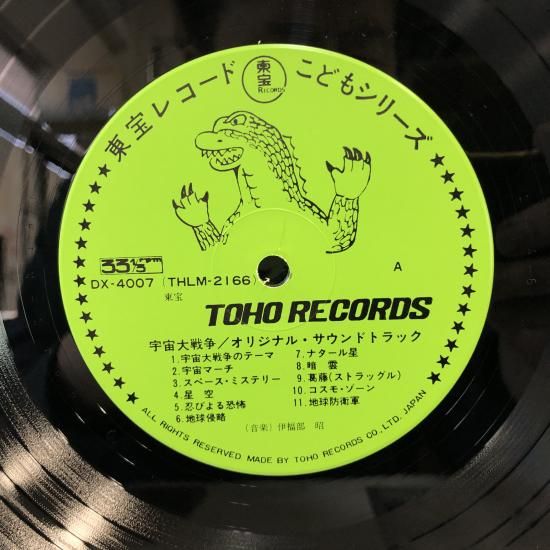 東宝レコード 東宝 RECORDS こどもシリーズ
33⅓rpm
DX-4007 (THLM-2166)
A
東宝
TOHO RECORDS
宇宙大戦争/オリジナル・サウンドトラック
1.宇宙大戦争のテーマ
2.宇宙マーチ
3.スペース・ミステリー
4.星空
5.忍びよる恐怖
6.地球侵略
7.ナタール星
8.暗雲
9.葛藤(ストラッグル)
10.コスモ・ゾーン
11.地球防衛軍
(音楽)伊福部 昭
ALL RIGHTS RESERVED MADE BY TOHO RECORDS CO., LTD. JAPAN